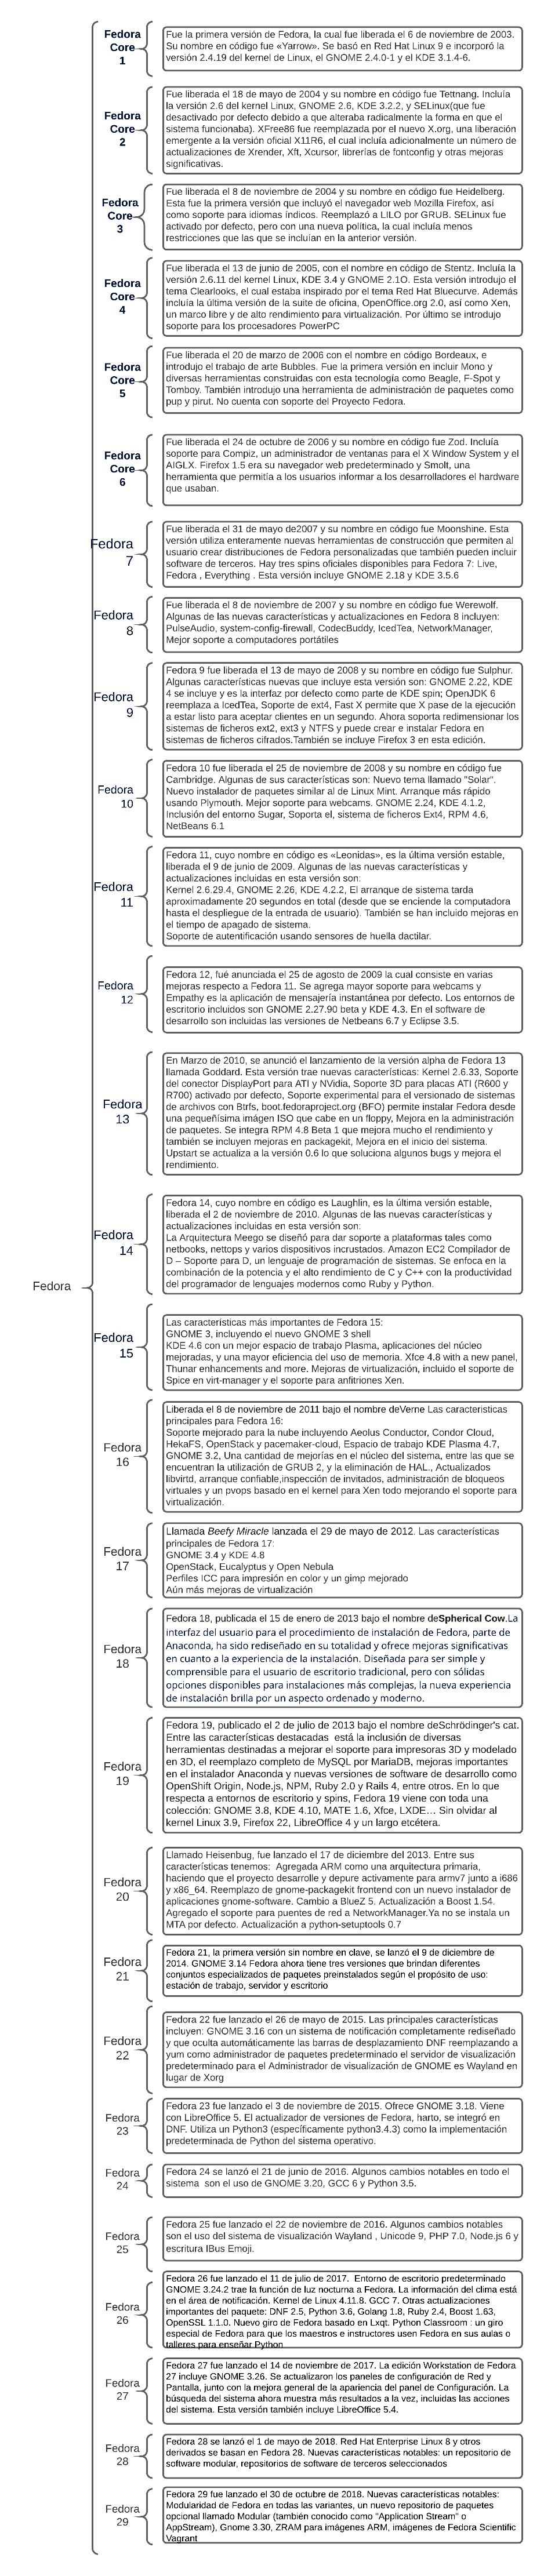 Fedora
Core
1
Fue la primera versión de Fedora, la cual fue liberada el 6 de noviembre de 2003.
Su nombre en código fue «Yarrow». Se basó en Red Hat Linux 9 e incorporó la
versión 2.4.19 del kernel de Linux, el GNOME 2.4.0-1 y el KDE 3.1.4-6.
Fedora
Core
2
Fue liberada el 18 de mayo de 2004 y su nombre en código fue Tettnang. Incluía
la versión 2.6 del kernel Linux, GNOME 2.6, KDE 3.2.2, y SELinux(que fue
desactivado por defecto debido a que alteraba radicalmente la forma en que el
sistema funcionaba). XFree86 fue reemplazada por el nuevo X.org, una liberación
emergente a la versión oficial X11R6, el cual incluía adicionalmente un número de
actualizaciones de Xrender, Xft, Xcursor, librerías de fontconfig y otras mejoras
significativas.
Fedora
Core
3
Fue liberada el 8 de noviembre de 2004 y su nombre en código fue Heidelberg.
Esta fue la primera versión que incluyó el navegador web Mozilla Firefox, así
como soporte para idiomas índicos. Reemplazó a LILO por GRUB. SELinux fue
activado por defecto, pero con una nueva política, la cual incluía menos
restricciones que las que se incluían en la anterior versión.
Fedora
Core
4
Fue liberada el 13 de junio de 2005, con el nombre en código de Stentz. Incluía la
versión 2.6.11 del kernel Linux, KDE 3.4 y GNOME 2.1O. Esta versión introdujo el
tema Clearlooks, el cual estaba inspirado por el tema Red Hat Bluecurve. Además
incluía la última versión de la suite de oficina, OpenOffice.org 2.0, así como Xen,
un marco libre y de alto rendimiento para virtualización. Por último se introdujo
soporte para los procesadores PowerPC
Fedora
Core
5
Fue liberada el 20 de marzo de 2006 con el nombre en código Bordeaux, e
introdujo el trabajo de arte Bubbles. Fue la primera versión en incluir Mono y
diversas herramientas construidas con esta tecnología como Beagle, F-Spot y
Tomboy. También introdujo una herramienta de administración de paquetes como
pup y pirut. No cuenta con soporte del Proyecto Fedora.
Fedora
Core
6
Fue liberada el 24 de octubre de 2006 y su nombre en código fue Zod. Incluía
soporte para Compiz, un administrador de ventanas para el X Window System y el
AIGLX. Firefox 1.5 era su navegador web predeterminado y Smolt, una
herramienta que permitía a los usuarios informar a los desarrolladores el hardware
que usaban.
Fedora
7
Fue liberada el 31 de mayo de2007 y su nombre en código fue Moonshine. Esta
versión utiliza enteramente nuevas herramientas de construcción que permiten al
usuario crear distribuciones de Fedora personalizadas que también pueden incluir
software de terceros. Hay tres spins oficiales disponibles para Fedora 7: Live,
Fedora , Everything . Esta versión incluye GNOME 2.18 y KDE 3.5.6
Fedora
8
Fue liberada el 8 de noviembre de 2007 y su nombre en código fue Werewolf.
Algunas de las nuevas características y actualizaciones en Fedora 8 incluyen:
PulseAudio, system-config-firewall, CodecBuddy, IcedTea, NetworkManager,
Mejor soporte a computadores portátiles
Fedora
9
Fedora 9 fue liberada el 13 de mayo de 2008 y su nombre en código fue Sulphur.
Algunas características nuevas que incluye esta versión son: GNOME 2.22, KDE
4 se incluye y es la interfaz por defecto como parte de KDE spin; OpenJDK 6
reemplaza a IcedTea, Soporte de ext4, Fast X permite que X pase de la ejecución
a estar listo para aceptar clientes en un segundo. Ahora soporta redimensionar los
sistemas de ficheros ext2, ext3 y NTFS y puede crear e instalar Fedora en
sistemas de ficheros cifrados.También se incluye Firefox 3 en esta edición.
Fedora
10
Fedora 10 fue liberada el 25 de noviembre de 2008 y su nombre en código fue
Cambridge. Algunas de sus características son: Nuevo tema llamado "Solar".
Nuevo instalador de paquetes similar al de Linux Mint. Arranque más rápido
usando Plymouth. Mejor soporte para webcams. GNOME 2.24, KDE 4.1.2,
Inclusión del entorno Sugar, Soporta el, sistema de ficheros Ext4, RPM 4.6,
NetBeans 6.1
Fedora
11
Fedora 11, cuyo nombre en código es «Leonidas», es la última versión estable,
liberada el 9 de junio de 2009. Algunas de las nuevas características y
actualizaciones incluidas en esta versión son:
Kernel 2.6.29.4, GNOME 2.26, KDE 4.2.2, El arranque de sistema tarda
aproximadamente 20 segundos en total (desde que se enciende la computadora
hasta el despliegue de la entrada de usuario). También se han incluido mejoras en
el tiempo de apagado de sistema.
Soporte de autentificación usando sensores de huella dactilar.
Fedora
12
Fedora 12, fué anunciada el 25 de agosto de 2009 la cual consiste en varias
mejoras respecto a Fedora 11. Se agrega mayor soporte para webcams y
Empathy es la aplicación de mensajería instantánea por defecto. Los entornos de
escritorio incluidos son GNOME 2.27.90 beta y KDE 4.3. En el software de
desarrollo son incluidas las versiones de Netbeans 6.7 y Eclipse 3.5.
Fedora
13
En Marzo de 2010, se anunció el lanzamiento de la versión alpha de Fedora 13
llamada Goddard. Esta versión trae nuevas características: Kernel 2.6.33, Soporte
del conector DisplayPort para ATI y NVidia, Soporte 3D para placas ATI (R600 y
R700) activado por defecto, Soporte experimental para el versionado de sistemas
de archivos con Btrfs, boot.fedoraproject.org (BFO) permite instalar Fedora desde
una pequeñísima imágen ISO que cabe en un floppy, Mejora en la administración
de paquetes. Se integra RPM 4.8 Beta 1 que mejora mucho el rendimiento y
también se incluyen mejoras en packagekit, Mejora en el inicio del sistema.
Upstart se actualiza a la versión 0.6 lo que soluciona algunos bugs y mejora el
rendimiento.
Fedora
14
Fedora 14, cuyo nombre en código es Laughlin, es la última versión estable,
liberada el 2 de noviembre de 2010. Algunas de las nuevas características y
actualizaciones incluidas en esta versión son:
La Arquitectura Meego se diseñó para dar soporte a plataformas tales como
netbooks, nettops y varios dispositivos incrustados. Amazon EC2 Compilador de
D – Soporte para D, un lenguaje de programación de sistemas. Se enfoca en la
combinación de la potencia y el alto rendimiento de C y C++ con la productividad
del programador de lenguajes modernos como Ruby y Python.
Fedora
Fedora
15
Las características más importantes de Fedora 15:
GNOME 3, incluyendo el nuevo GNOME 3 shell
KDE 4.6 con un mejor espacio de trabajo Plasma, aplicaciones del núcleo
mejoradas, y una mayor eficiencia del uso de memoria. Xfce 4.8 with a new panel,
Thunar enhancements and more. Mejoras de virtualización, incluido el soporte de
Spice en virt-manager y el soporte para anfitriones Xen.
Fedora
16
Liberada el 8 de noviembre de 2011 bajo el nombre deVerne Las características
principales para Fedora 16:
Soporte mejorado para la nube incluyendo Aeolus Conductor, Condor Cloud,
HekaFS, OpenStack y pacemaker-cloud, Espacio de trabajo KDE Plasma 4.7,
GNOME 3.2, Una cantidad de mejorías en el núcleo del sistema, entre las que se
encuentran la utilización de GRUB 2, y la eliminación de HAL., Actualizados
libvirtd, arranque confiable,inspección de invitados, administración de bloqueos
virtuales y un pvops basado en el kernel para Xen todo mejorando el soporte para
virtualización.
Fedora
17
Llamada Beefy Miracle lanzada el 29 de mayo de 2012. Las características
principales de Fedora 17:
GNOME 3.4 y KDE 4.8
OpenStack, Eucalyptus y Open Nebula
Perfiles ICC para impresión en color y un gimp mejorado
Aún más mejoras de virtualización
Fedora
18
Fedora 18, publicada el 15 de enero de 2013 bajo el nombre deSpherical Cow.La
interfaz del usuario para el procedimiento de instalación de Fedora, parte de
Anaconda, ha sido rediseñado en su totalidad y ofrece mejoras significativas
en cuanto a la experiencia de la instalación. Diseñada para ser simple y
comprensible para el usuario de escritorio tradicional, pero con sólidas
opciones disponibles para instalaciones más complejas, la nueva experiencia
de instalación brilla por un aspecto ordenado y moderno.
Fedora
19
Fedora 19, publicado el 2 de julio de 2013 bajo el nombre deSchrödinger's cat.
Entre las características destacadas está la inclusión de diversas
herramientas destinadas a mejorar el soporte para impresoras 3D y modelado
en 3D, el reemplazo completo de MySQL por MariaDB, mejoras importantes
en el instalador Anaconda y nuevas versiones de software de desarrollo como
OpenShift Origin, Node.js, NPM, Ruby 2.0 y Rails 4, entre otros. En lo que
respecta a entornos de escritorio y spins, Fedora 19 viene con toda una
colección: GNOME 3.8, KDE 4.10, MATE 1.6, Xfce, LXDE… Sin olvidar al
kernel Linux 3.9, Firefox 22, LibreOffice 4 y un largo etcétera.
Fedora
20
Llamado Heisenbug, fue lanzado el 17 de diciembre del 2013. Entre sus
características tenemos: Agregada ARM como una arquitectura primaria,
haciendo que el proyecto desarrolle y depure activamente para armv7 junto a i686
y x86_64. Reemplazo de gnome-packagekit frontend con un nuevo instalador de
aplicaciones gnome-software. Cambio a BlueZ 5. Actualización a Boost 1.54.
Agregado el soporte para puentes de red a NetworkManager.Ya no se instala un
MTA por defecto. Actualización a python-setuptools 0.7
Fedora
21
Fedora 21, la primera versión sin nombre en clave, se lanzó el 9 de diciembre de
2014. GNOME 3.14 Fedora ahora tiene tres versiones que brindan diferentes
conjuntos especializados de paquetes preinstalados según el propósito de uso:
estación de trabajo, servidor y escritorio
Fedora
22
Fedora 22 fue lanzado el 26 de mayo de 2015. Las principales características
incluyen: GNOME 3.16 con un sistema de notificación completamente rediseñado
y que oculta automáticamente las barras de desplazamiento DNF reemplazando a
yum como administrador de paquetes predeterminado el servidor de visualización
predeterminado para el Administrador de visualización de GNOME es Wayland en
lugar de Xorg
Fedora
23
Fedora 23 fue lanzado el 3 de noviembre de 2015. Ofrece GNOME 3.18. Viene
con LibreOffice 5. El actualizador de versiones de Fedora, harto, se integró en
DNF. Utiliza un Python3 (específicamente python3.4.3) como la implementación
predeterminada de Python del sistema operativo.
Fedora
24
Fedora 24 se lanzó el 21 de junio de 2016. Algunos cambios notables en todo el
sistema son el uso de GNOME 3.20, GCC 6 y Python 3.5.
Fedora
25
Fedora 25 fue lanzado el 22 de noviembre de 2016. Algunos cambios notables
son el uso del sistema de visualización Wayland , Unicode 9, PHP 7.0, Node.js 6 y
escritura IBus Emoji.
Fedora
26
Fedora 26 fue lanzado el 11 de julio de 2017. Entorno de escritorio predeterminado
GNOME 3.24.2 trae la función de luz nocturna a Fedora. La información del clima está
en el área de notificación. Kernel de Linux 4.11.8. GCC 7. Otras actualizaciones
importantes del paquete: DNF 2.5, Python 3.6, Golang 1.8, Ruby 2.4, Boost 1.63,
OpenSSL 1.1.0. Nuevo giro de Fedora basado en Lxqt. Python Classroom : un giro
especial de Fedora para que los maestros e instructores usen Fedora en sus aulas o
talleres para enseñar Python
Fedora
27
Fedora 27 fue lanzado el 14 de noviembre de 2017. La edición Workstation de Fedora
27 incluye GNOME 3.26. Se actualizaron los paneles de configuración de Red y
Pantalla, junto con la mejora general de la apariencia del panel de Configuración. La
búsqueda del sistema ahora muestra más resultados a la vez, incluidas las acciones
del sistema. Esta versión también incluye LibreOffice 5.4.
Fedora
28
Fedora 28 se lanzó el 1 de mayo de 2018. Red Hat Enterprise Linux 8 y otros
derivados se basan en Fedora 28. Nuevas características notables: un repositorio de
software modular, repositorios de software de terceros seleccionados
Fedora
29
Fedora 29 fue lanzado el 30 de octubre de 2018. Nuevas características notables:
Modularidad de Fedora en todas las variantes, un nuevo repositorio de paquetes
opcional llamado Modular (también conocido como "Application Stream" o
AppStream), Gnome 3.30, ZRAM para imágenes ARM, imágenes de Fedora Scientific
Vagrant